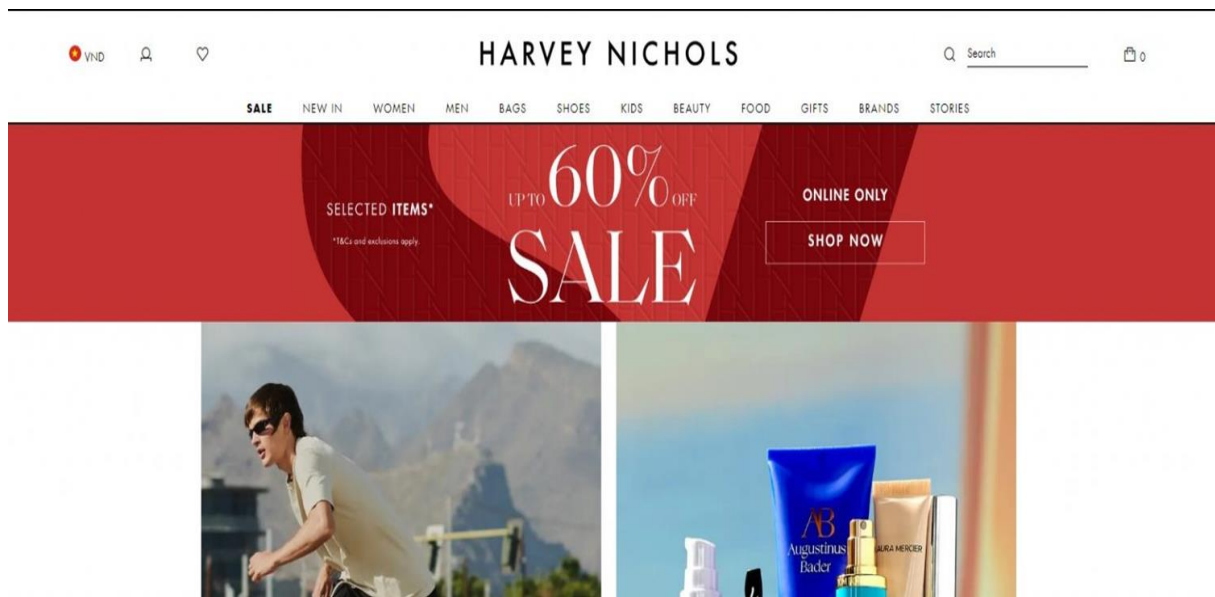 VND
HARVEY NICHOLS
Search
0
SALE NEW IN WOMEN MEN BAGS SHOES KIDS BEAUTY FOOD GIFTS BRANDS STORIES
SELECTED ITEMS*
*T&Cs and exclusions apply.
UP TO 60% OFF
SALE
ONLINE ONLY
SHOP NOW
AB
Augustinus
Bader
LAURA MERCIER